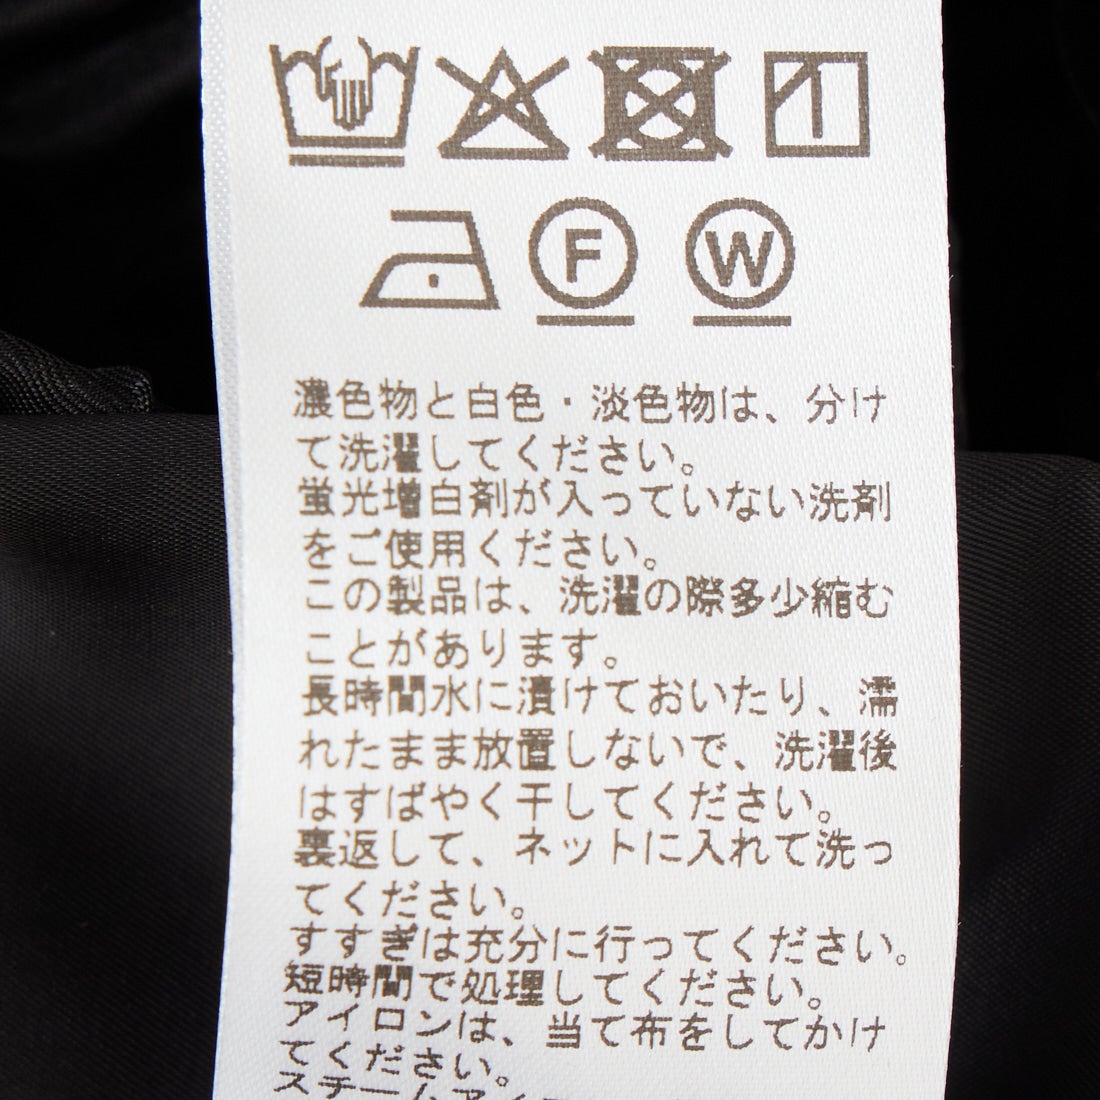 F W
濃色物と白色・淡色物は、分け
て洗濯してください。
蛍光増白剤が入っていない洗剤
をご使用ください。
この製品は、洗濯の際多少縮む
ことがあります。
長時間水に漬けておいたり、濡
れたまま放置しないで、洗濯後
はすばやく干してください。
裏返して、ネットに入れて洗っ
てください。
すすぎは充分に行ってください。
短時間で処理してください。
アイロンは、当て布をしてかけ
てください。
スチームアイ